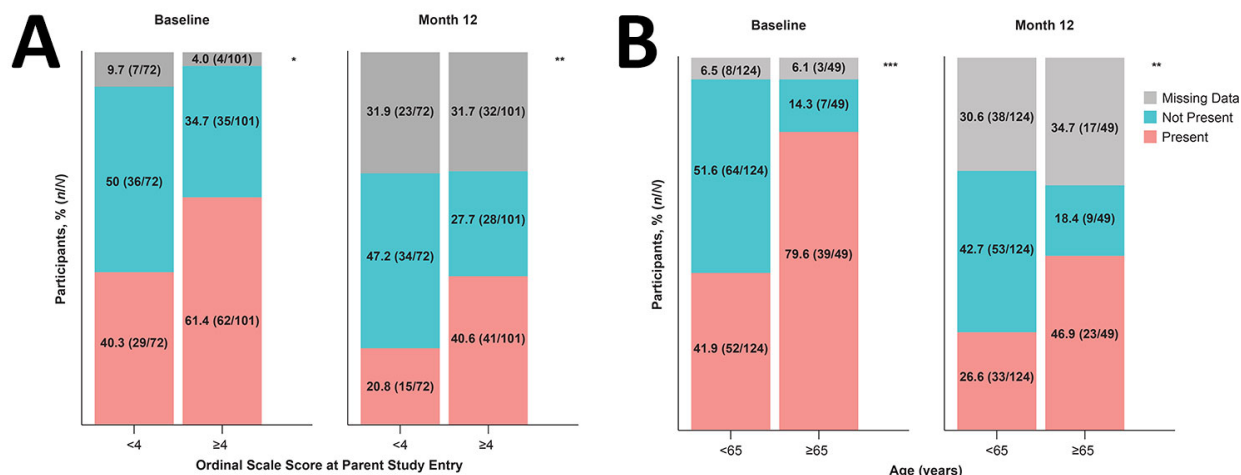 A
Baseline
Month 12
Participants, % (n/N)
9.7 (7/72)
4.0 (4/101)
*
50 (36/72)
34.7 (35/101)
40.3 (29/72)
61.4 (62/101)
31.9 (23/72)
31.7 (32/101)
**
47.2 (34/72)
27.7 (28/101)
20.8 (15/72)
40.6 (41/101)
<4
≥4
<4
≥4
Ordinal Scale Score at Parent Study Entry
B
Baseline
Month 12
Participants, % (n/N)
6.5 (8/124)
6.1 (3/49)
***
51.6 (64/124)
14.3 (7/49)
41.9 (52/124)
79.6 (39/49)
30.6 (38/124)
34.7 (17/49)
**
42.7 (53/124)
18.4 (9/49)
26.6 (33/124)
46.9 (23/49)
<65
≥65
<65
≥65
Age (years)
Missing Data
Not Present
Present